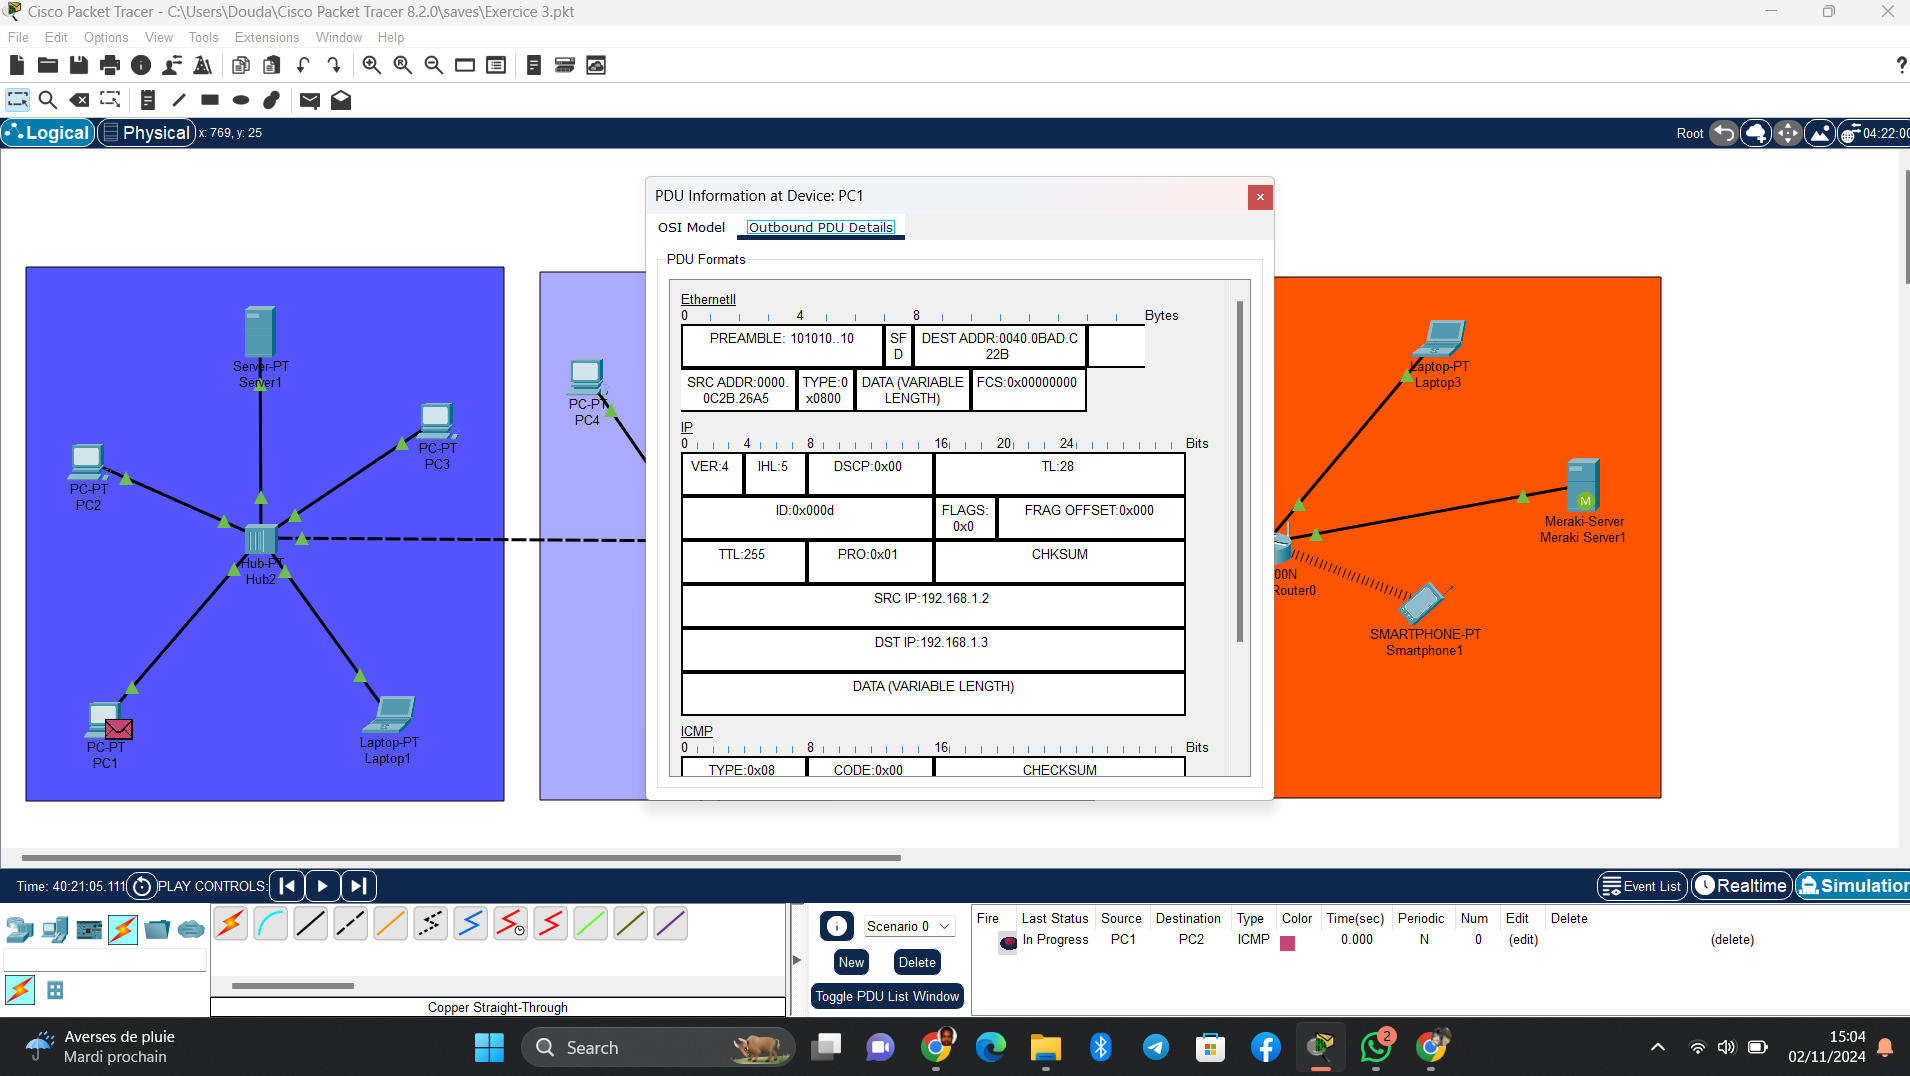 Cisco Packet Tracer - C:\Users\Douda\Cisco Packet Tracer 8.2.0\saves\Exercice 3.pkt
File Edit Options View Tools Extensions Window Help
?
Logical Physical x: 769, y: 25 Root 04:22:00
PDU Information at Device: PC1
OSI Model Outbound PDU Details
PDU Formats
EthernetII
0 4 8 Bytes
PREAMBLE: 101010..10
SF
D
DEST ADDR:0040.0BAD.C
22B
SRC ADDR:0000.
0C2B.26A5
TYPE:0
x0800
DATA (VARIABLE
LENGTH)
FCS:0x00000000
IP
0 4 8 16 20 24 Bits
VER:4 IHL:5 DSCP:0x00 TL:28
ID:0x000d
FLAGS:
0x0
FRAG OFFSET:0x000
TTL:255 PRO:0x01 CHKSUM
SRC IP:192.168.1.2
DST IP:192.168.1.3
DATA (VARIABLE LENGTH)
ICMP
0 8 16 Bits
TYPE:0x08 CODE:0x00 CHECKSUM
Server-PT
Server1
PC-PT
PC3
PC-PT
PC2
Hub-PT
Hub2
PC-PT
PC1
Laptop-PT
Laptop1
PC-PT
PC4
Laptop-PT
Laptop3
M
Meraki-Server
Meraki Server1
00N
Router0
SMARTPHONE-PT
Smartphone1
Time: 40:21:05.111 PLAY CONTROLS: Event List Realtime Simulation
Scenario 0
New Delete
Toggle PDU List Window
Fire Last Status Source Destination Type Color Time(sec) Periodic Num Edit Delete
In Progress PC1 PC2 ICMP 0.000 N 0 (edit) (delete)
Copper Straight-Through
Averses de pluie
Mardi prochain
Search
2
15:04
02/11/2024